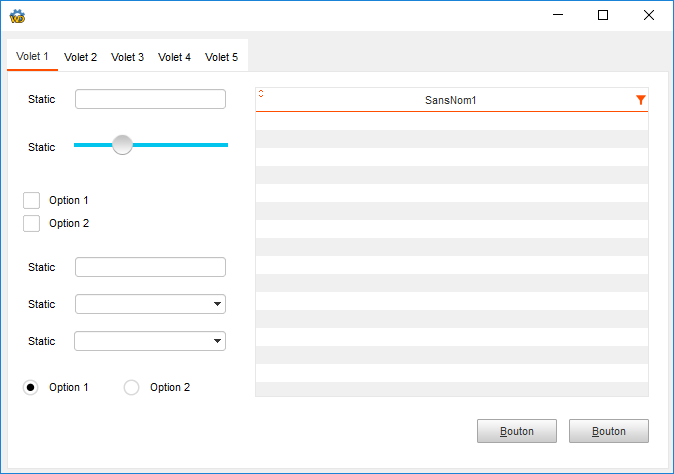 Volet 1 Volet 2 Volet 3 Volet 4 Volet 5
Static
SansNom1
Static
Option 1
Option 2
Static
Static
Static
Option 1 Option 2
Bouton Bouton